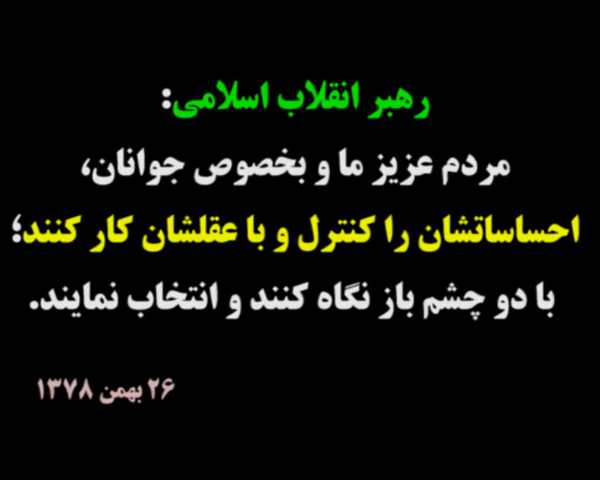 رهبر انقلاب اسلامی:
مردم عزیز ما و بخصوص جوانان،
احساساتشان را کنترل و با عقلشان کار کنند؛
با دو چشم باز نگاه کنند و انتخاب نمایند.
۲۶ بهمن ۱۳۷۸